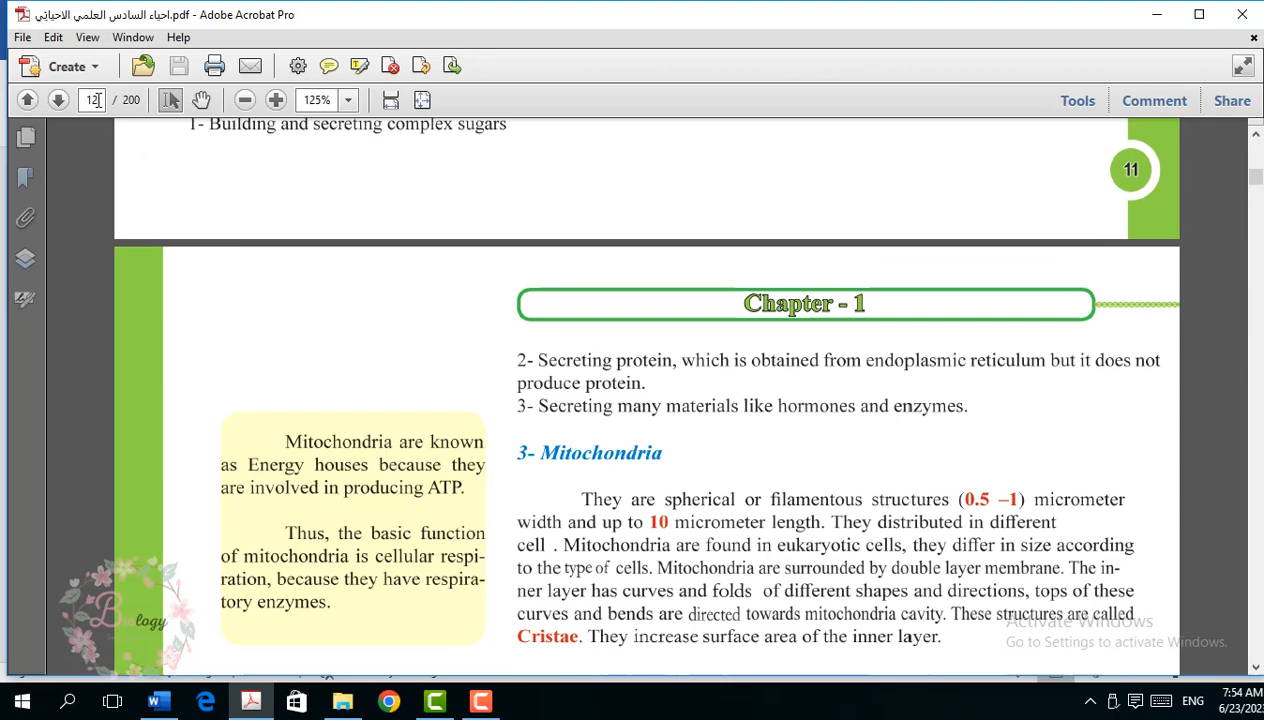 احياء السادس العلمي الاحيائي.pdf - Adobe Acrobat Pro
File Edit View Window Help
Create
12 / 200
125%
Tools Comment Share
1- Building and secreting complex sugars
11
Chapter - 1
2- Secreting protein, which is obtained from endoplasmic reticulum but it does not
produce protein.
3- Secreting many materials like hormones and enzymes.
Mitochondria are known
as Energy houses because they
are involved in producing ATP.
Thus, the basic function
of mitochondria is cellular respi-
ration, because they have respira-
tory enzymes.
3- Mitochondria
They are spherical or filamentous structures (0.5 –1) micrometer
width and up to 10 micrometer length. They distributed in different
cell . Mitochondria are found in eukaryotic cells, they differ in size according
to the type of cells. Mitochondria are surrounded by double layer membrane. The in-
ner layer has curves and folds of different shapes and directions, tops of these
curves and bends are directed towards mitochondria cavity. These structures are called
Cristae. They increase surface area of the inner layer.
Biology
Activate Windows
Go to Settings to activate Windows.
ENG
7:54 AM
6/23/202